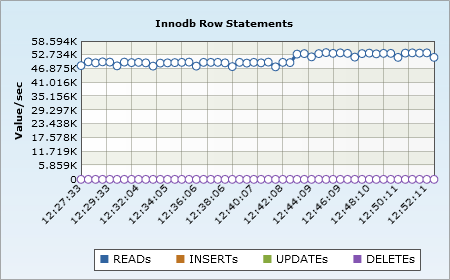 Innodb Row Statements
Value/sec
58.594K
52.734K
46.875K
41.016K
35.156K
29.297K
23.438K
17.578K
11.719K
5.859K
0
12:27:33
12:29:33
12:32:04
12:34:05
12:36:06
12:38:06
12:40:07
12:42:08
12:44:09
12:46:09
12:48:10
12:50:11
12:52:11
READs INSERTs UPDATEs DELETEs